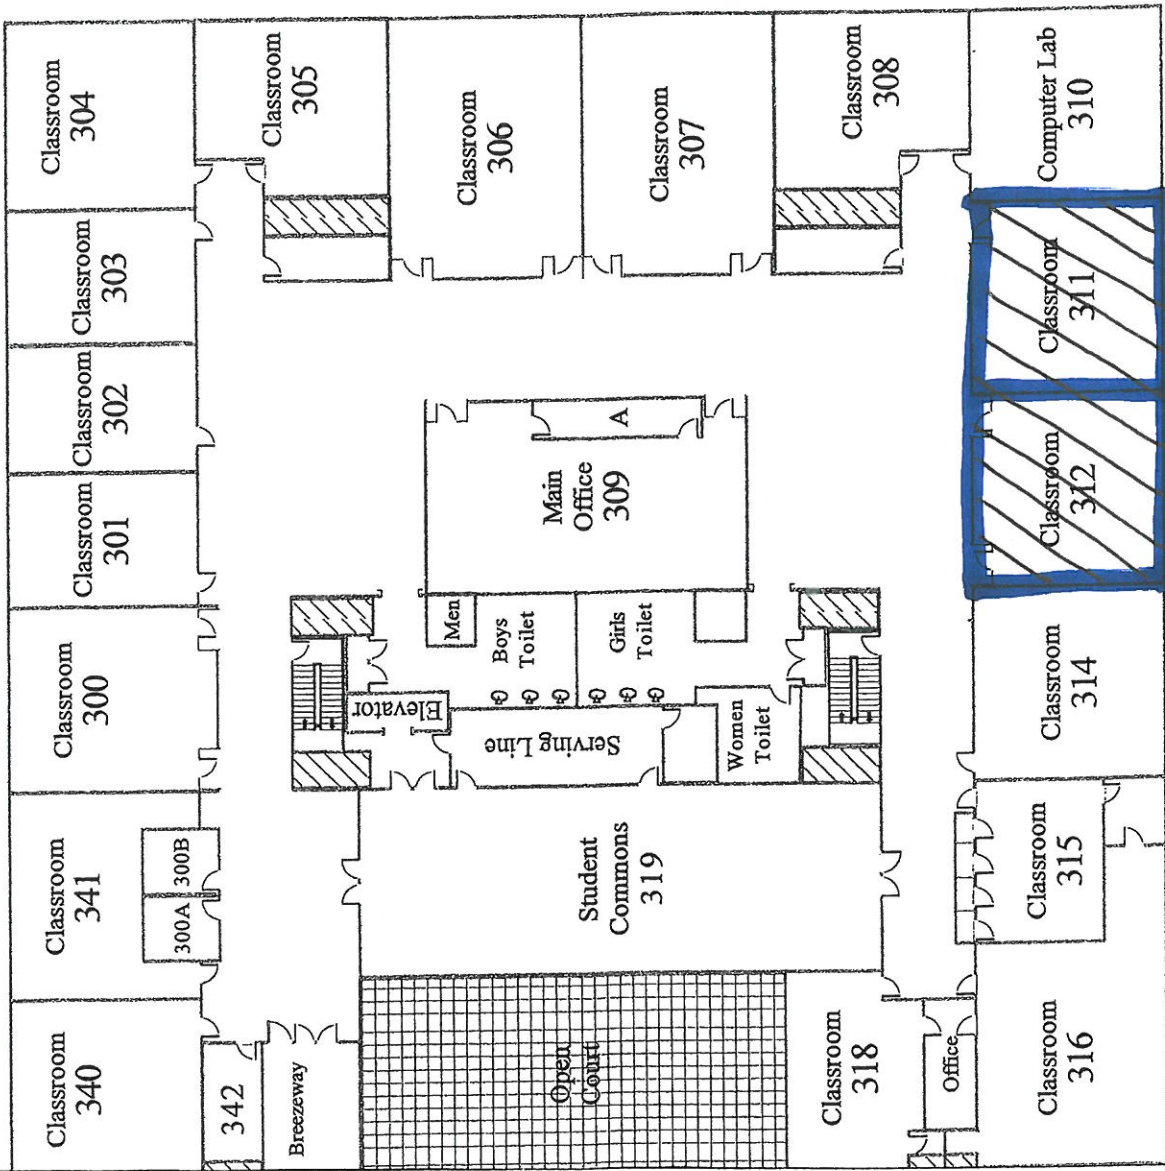 Classroom
304
Classroom
305
Classroom
306
Classroom
307
Classroom
308
Computer Lab
310
Classroom
303
Classroom
302
Classroom
301
Classroom
300
Classroom
341
300B
300A
Classroom
340
342
Breezeway
A
Main
Office
309
Men
Boys
Toilet
Girls
Toilet
Elevator
Serving Line
Women
Toilet
Student
Commons
319
Open
Court
Classroom
311
Classroom
312
Classroom
314
Classroom
315
Classroom
316
Classroom
318
Office